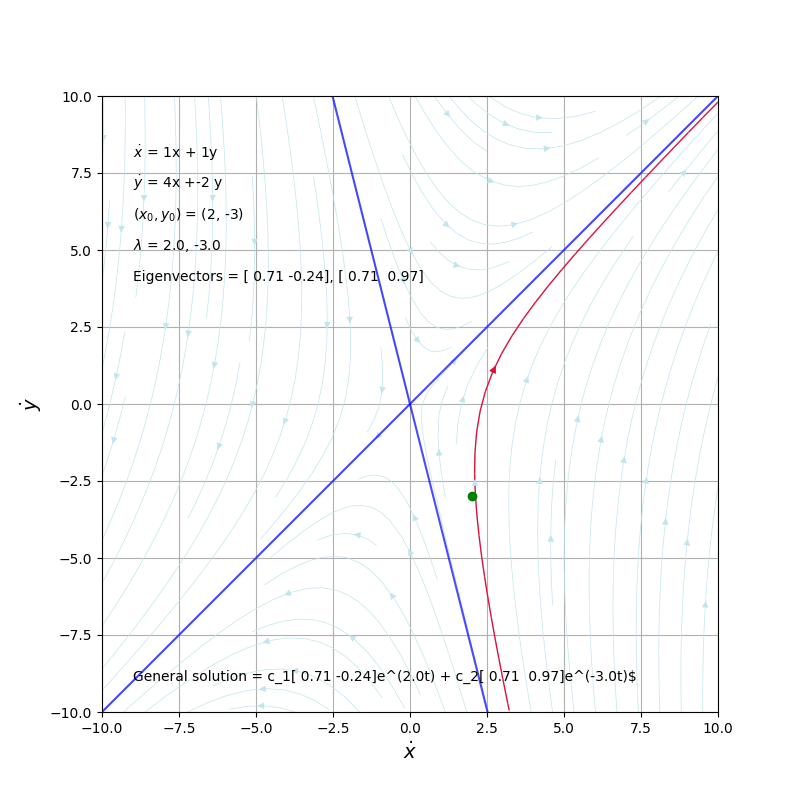 ẋ = 1x + 1y
ẏ = 4x +-2 y
(x₀, y₀) = (2, -3)
λ = 2.0, -3.0
Eigenvectors = [ 0.71 -0.24], [ 0.71  0.97]
General solution = c_1[ 0.71 -0.24]e^(2.0t) + c_2[ 0.71  0.97]e^(-3.0t)$
10.0
7.5
5.0
2.5
0.0
−2.5
−5.0
−7.5
−10.0
ẏ
−10.0 −7.5 −5.0 −2.5 0.0 2.5 5.0 7.5 10.0
ẋ